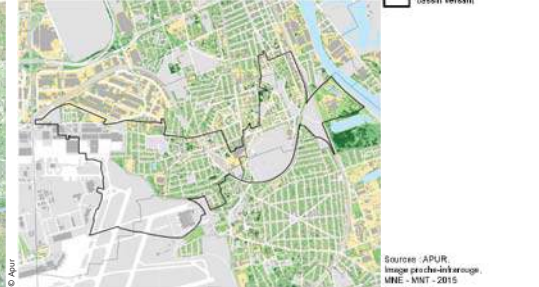 Bassin versant
Sources : APUR,
Image proche-infrarouge,
MNE - MNT - 2015
© Apur